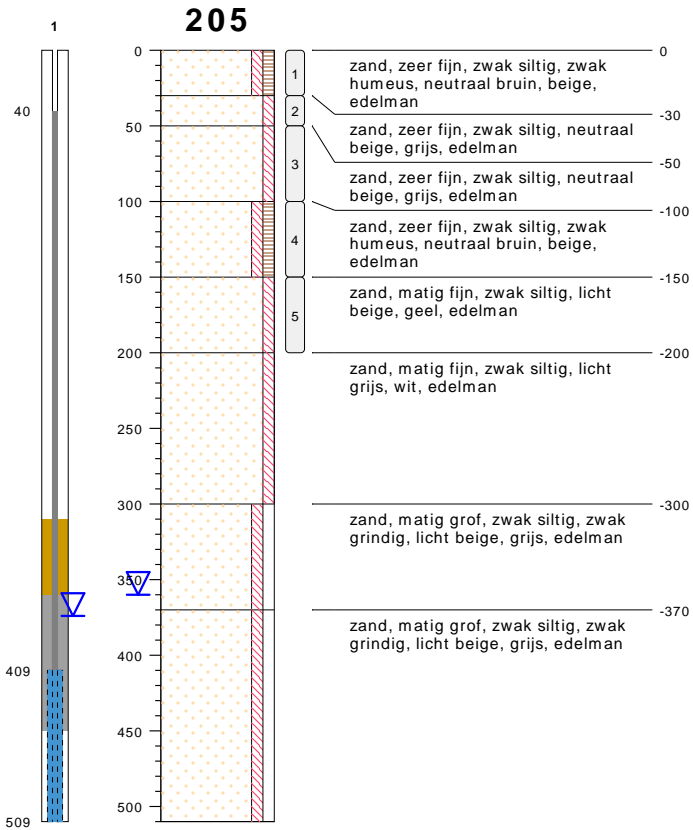 205
1
40
409
509
0
50
100
150
200
250
300
350
400
450
500
1
2
3
4
5
zand, zeer fijn, zwak siltig, zwak
humeus, neutraal bruin, beige,
edelman
zand, zeer fijn, zwak siltig, neutraal
beige, grijs, edelman
zand, zeer fijn, zwak siltig, neutraal
beige, grijs, edelman
zand, zeer fijn, zwak siltig, zwak
humeus, neutraal bruin, beige,
edelman
zand, matig fijn, zwak siltig, licht
beige, geel, edelman
zand, matig fijn, zwak siltig, licht
grijs, wit, edelman
zand, matig grof, zwak siltig, zwak
grindig, licht beige, grijs, edelman
zand, matig grof, zwak siltig, zwak
grindig, licht beige, grijs, edelman
0
-30
-50
-100
-150
-200
-300
-370